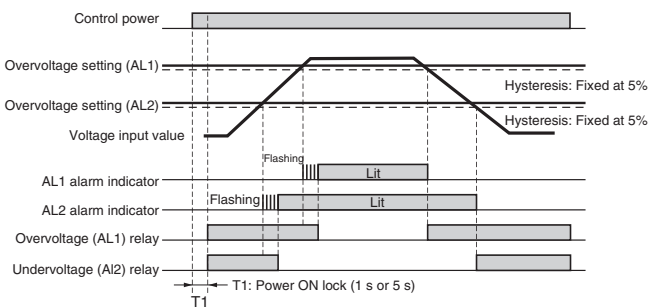 Control power
Overvoltage setting (AL1)
Hysteresis: Fixed at 5%
Overvoltage setting (AL2)
Hysteresis: Fixed at 5%
Voltage input value
Flashing
AL1 alarm indicator
Lit
AL2 alarm indicator
Flashing
Lit
Overvoltage (AL1) relay
Undervoltage (Al2) relay
T1: Power ON lock (1 s or 5 s)
T1